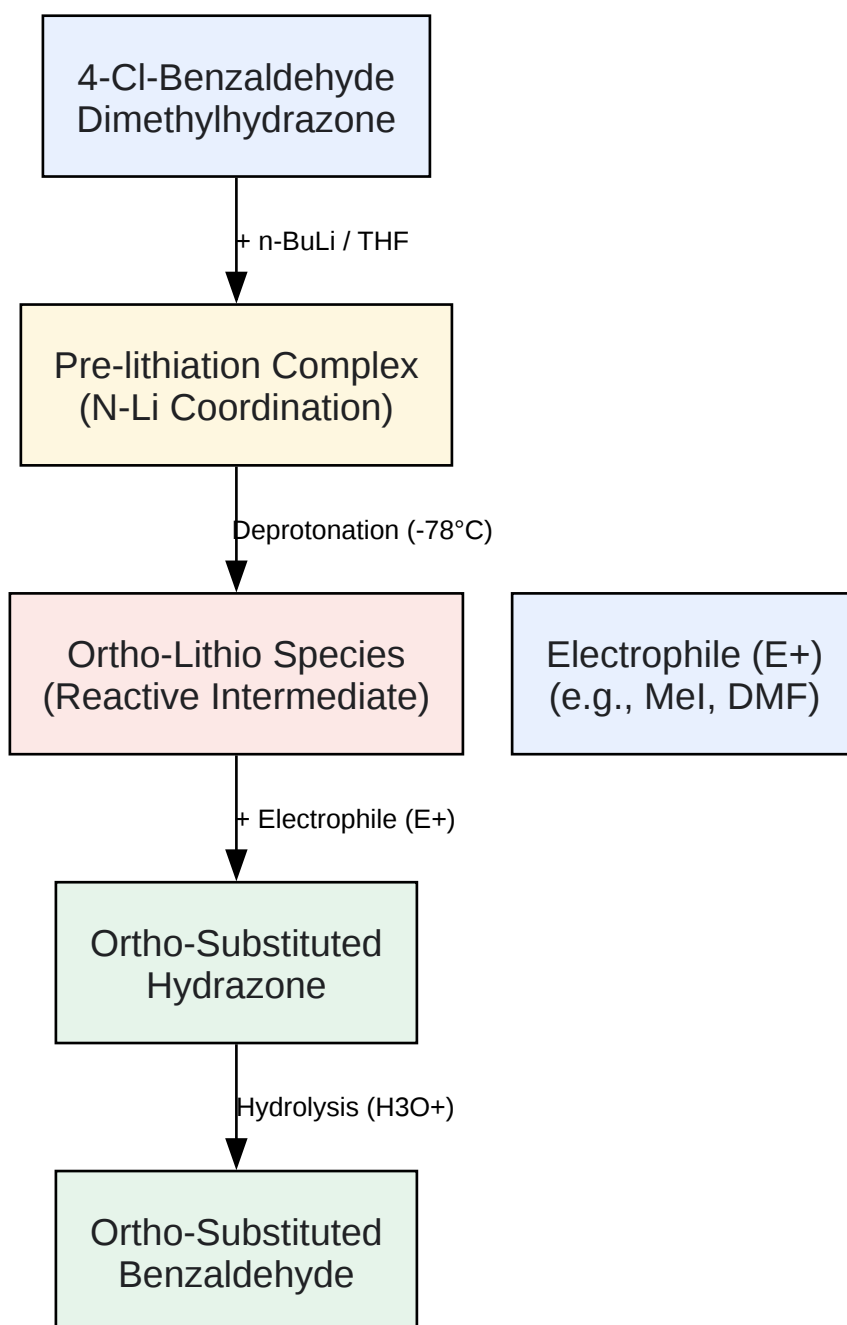 4-Cl-Benzaldehyde
Dimethylhydrazone
+ n-BuLi / THF
Pre-lithiation Complex
(N-Li Coordination)
Deprotonation (-78°C)
Ortho-Lithio Species
(Reactive Intermediate)
Electrophile (E+)
(e.g., MeI, DMF)
+ Electrophile (E+)
Ortho-Substituted
Hydrazone
Hydrolysis (H3O+)
Ortho-Substituted
Benzaldehyde